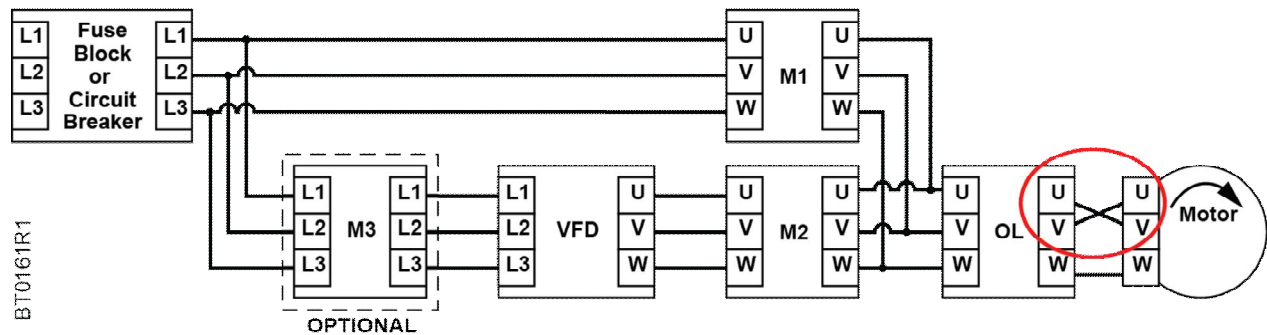 L1 Fuse L1 U U
Block
L2 or L2 V M1 V
Circuit
L3 Breaker L3 W W
L1 L1 L1 U U U U U U
L2 M3 L2 L2 VFD V V M2 V V OL V V Motor
L3 L3 L3 W W W W W W
OPTIONAL
BT0161R1